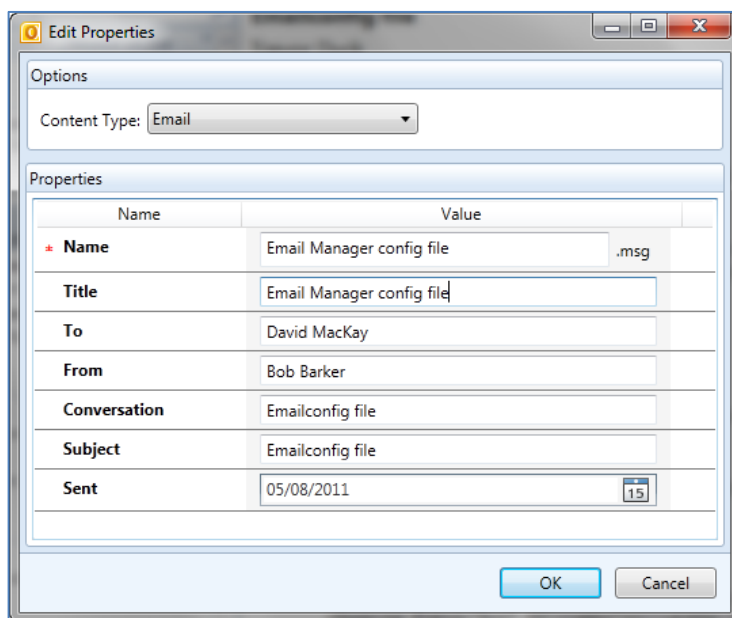 Edit Properties
Options
Content Type: Email
Properties
Name Value
* Name Email Manager config file .msg
Title Email Manager config file
To David MacKay
From Bob Barker
Conversation Emailconfig file
Subject Emailconfig file
Sent 05/08/2011 15
OK Cancel